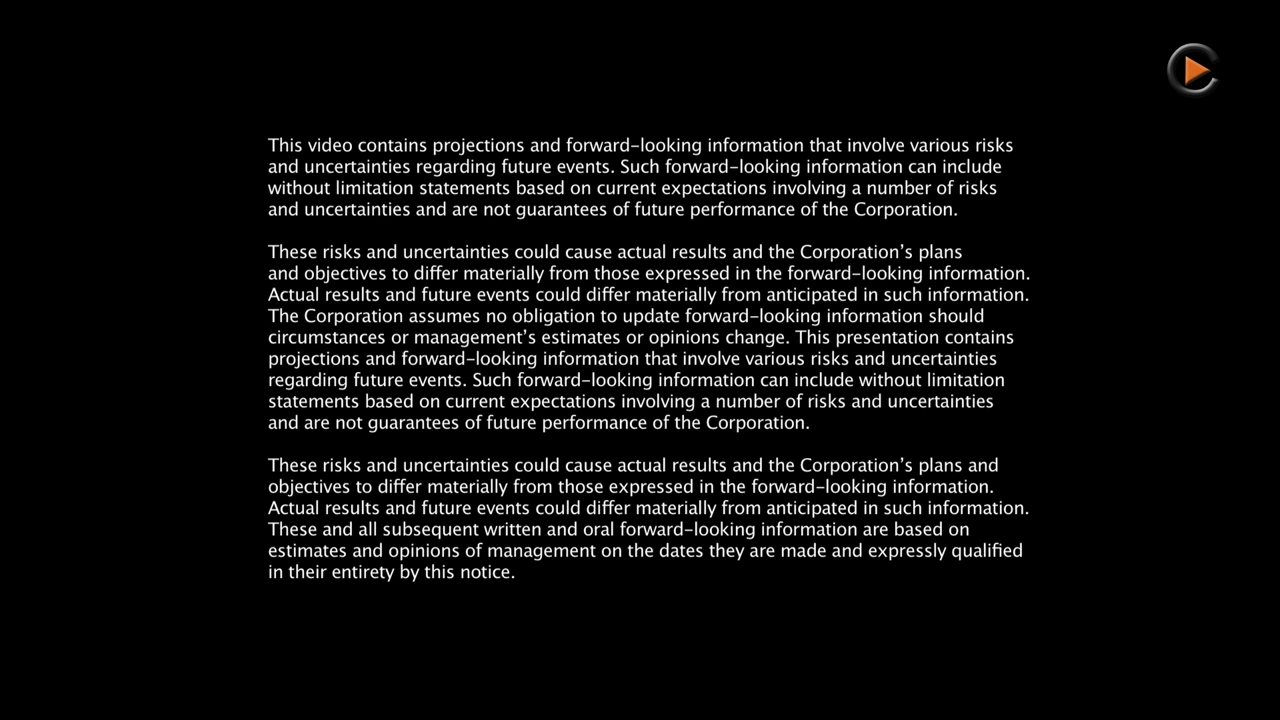 This video contains projections and forward-looking information that involve various risks
and uncertainties regarding future events. Such forward-looking information can include
without limitation statements based on current expectations involving a number of risks
and uncertainties and are not guarantees of future performance of the Corporation.
These risks and uncertainties could cause actual results and the Corporation’s plans
and objectives to differ materially from those expressed in the forward-looking information.
Actual results and future events could differ materially from anticipated in such information.
The Corporation assumes no obligation to update forward-looking information should
circumstances or management’s estimates or opinions change. This presentation contains
projections and forward-looking information that involve various risks and uncertainties
regarding future events. Such forward-looking information can include without limitation
statements based on current expectations involving a number of risks and uncertainties
and are not guarantees of future performance of the Corporation.
These risks and uncertainties could cause actual results and the Corporation’s plans and
objectives to differ materially from those expressed in the forward-looking information.
Actual results and future events could differ materially from anticipated in such information.
These and all subsequent written and oral forward-looking information are based on
estimates and opinions of management on the dates they are made and expressly qualified
in their entirety by this notice.